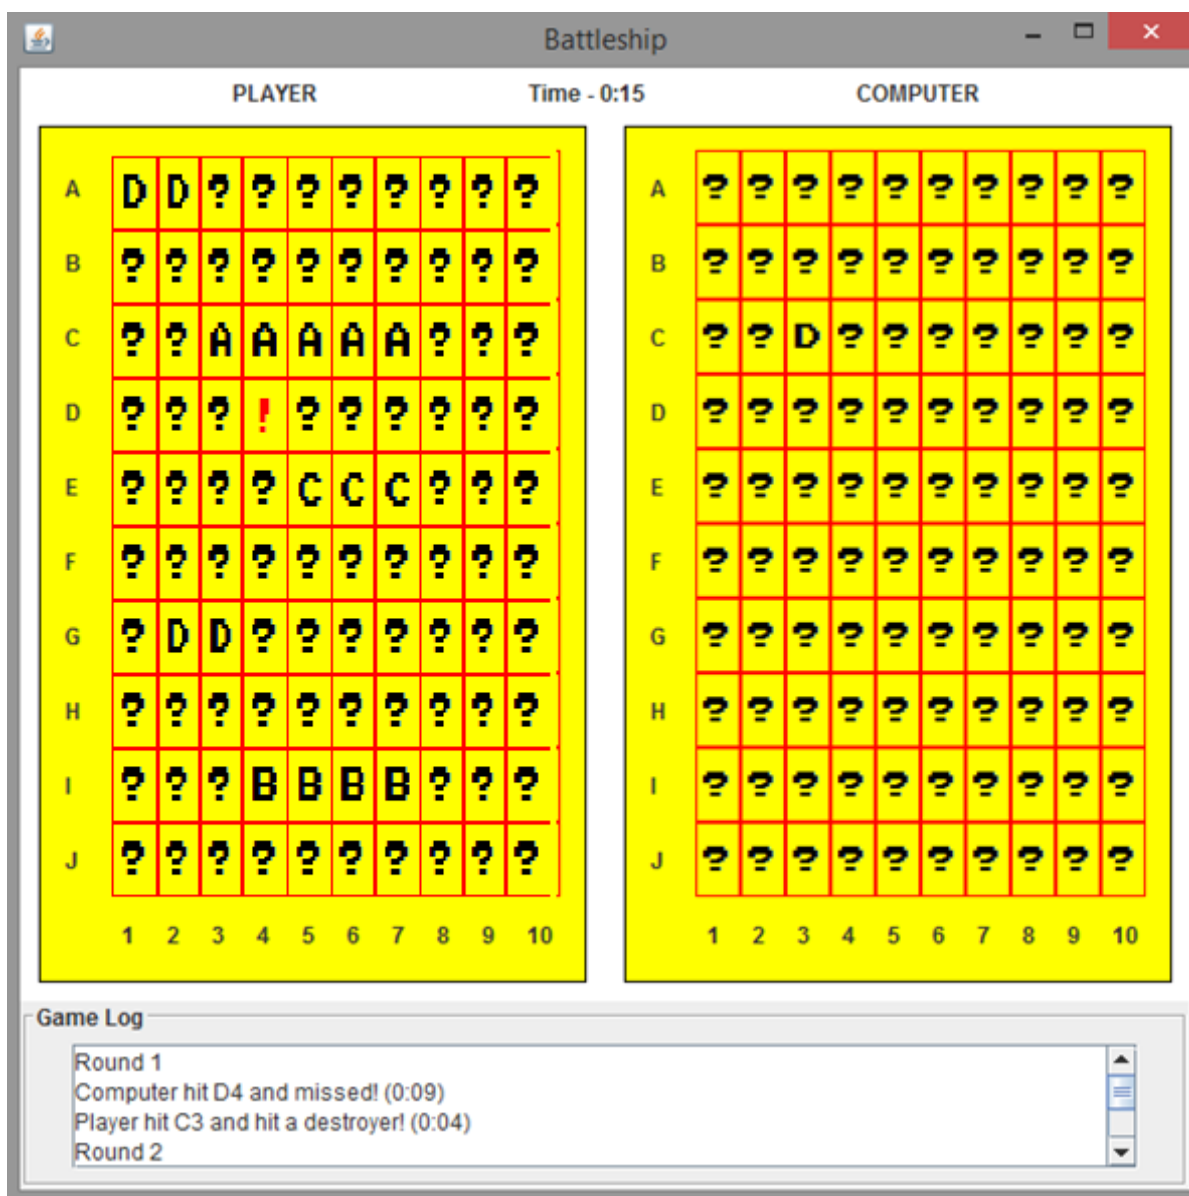 Battleship
PLAYER Time - 0:15 COMPUTER
A D D ? ? ? ? ? ? ? ? A ? ? ? ? ? ? ? ? ? ?
B ? ? ? ? ? ? ? ? ? ? B ? ? ? ? ? ? ? ? ? ?
C ? ? A A A A A ? ? ? C ? ? D ? ? ? ? ? ? ?
D ? ? ? ! ? ? ? ? ? ? D ? ? ? ? ? ? ? ? ? ?
E ? ? ? ? C C C ? ? ? E ? ? ? ? ? ? ? ? ? ?
F ? ? ? ? ? ? ? ? ? ? F ? ? ? ? ? ? ? ? ? ?
G ? D D ? ? ? ? ? ? ? G ? ? ? ? ? ? ? ? ? ?
H ? ? ? ? ? ? ? ? ? ? H ? ? ? ? ? ? ? ? ? ?
I ? ? ? B B B B ? ? ? I ? ? ? ? ? ? ? ? ? ?
J ? ? ? ? ? ? ? ? ? ? J ? ? ? ? ? ? ? ? ? ?
1 2 3 4 5 6 7 8 9 10 1 2 3 4 5 6 7 8 9 10
Game Log
Round 1
Computer hit D4 and missed! (0:09)
Player hit C3 and hit a destroyer! (0:04)
Round 2